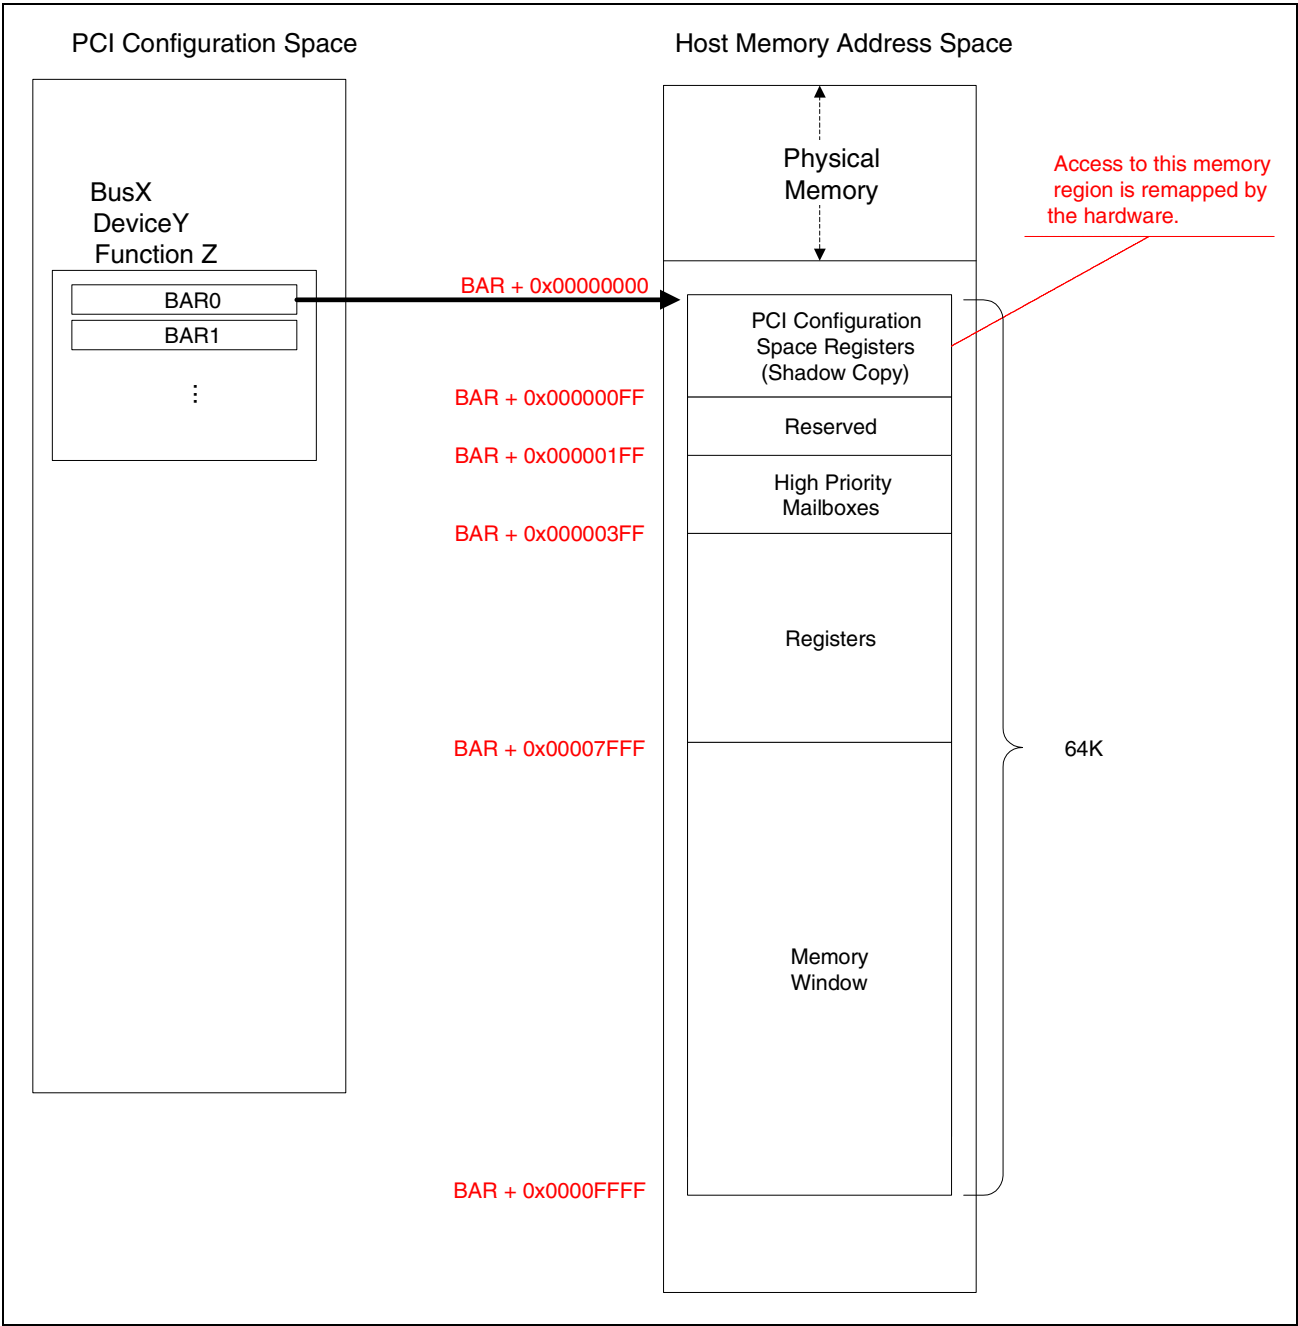 PCI Configuration Space
Host Memory Address Space
Physical
Memory
Access to this memory
region is remapped by
the hardware.
BusX
DeviceY
Function Z
BAR0
BAR1
⋮
BAR + 0x00000000
PCI Configuration
Space Registers
(Shadow Copy)
BAR + 0x000000FF
Reserved
BAR + 0x000001FF
High Priority
Mailboxes
BAR + 0x000003FF
Registers
BAR + 0x00007FFF
64K
Memory
Window
BAR + 0x0000FFFF